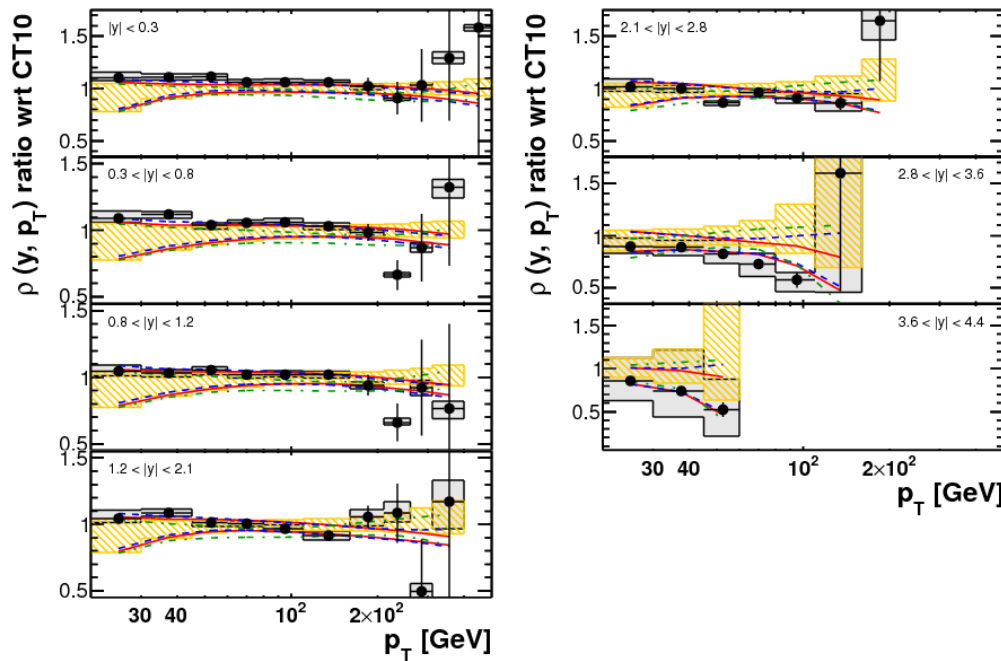 ρ (y, p_T) ratio wrt CT10
|y| < 0.3
1.5
1
0.5
0.3 < |y| < 0.8
1.5
1
0.5
0.8 < |y| < 1.2
1.5
1
0.5
1.2 < |y| < 2.1
1.5
1
0.5
30 40 10² 2×10²
p_T [GeV]
ρ (y, p_T) ratio wrt CT10
2.1 < |y| < 2.8
1.5
1
0.5
2.8 < |y| < 3.6
1.5
1
0.5
3.6 < |y| < 4.4
1.5
1
0.5
30 40 10² 2×10²
p_T [GeV]